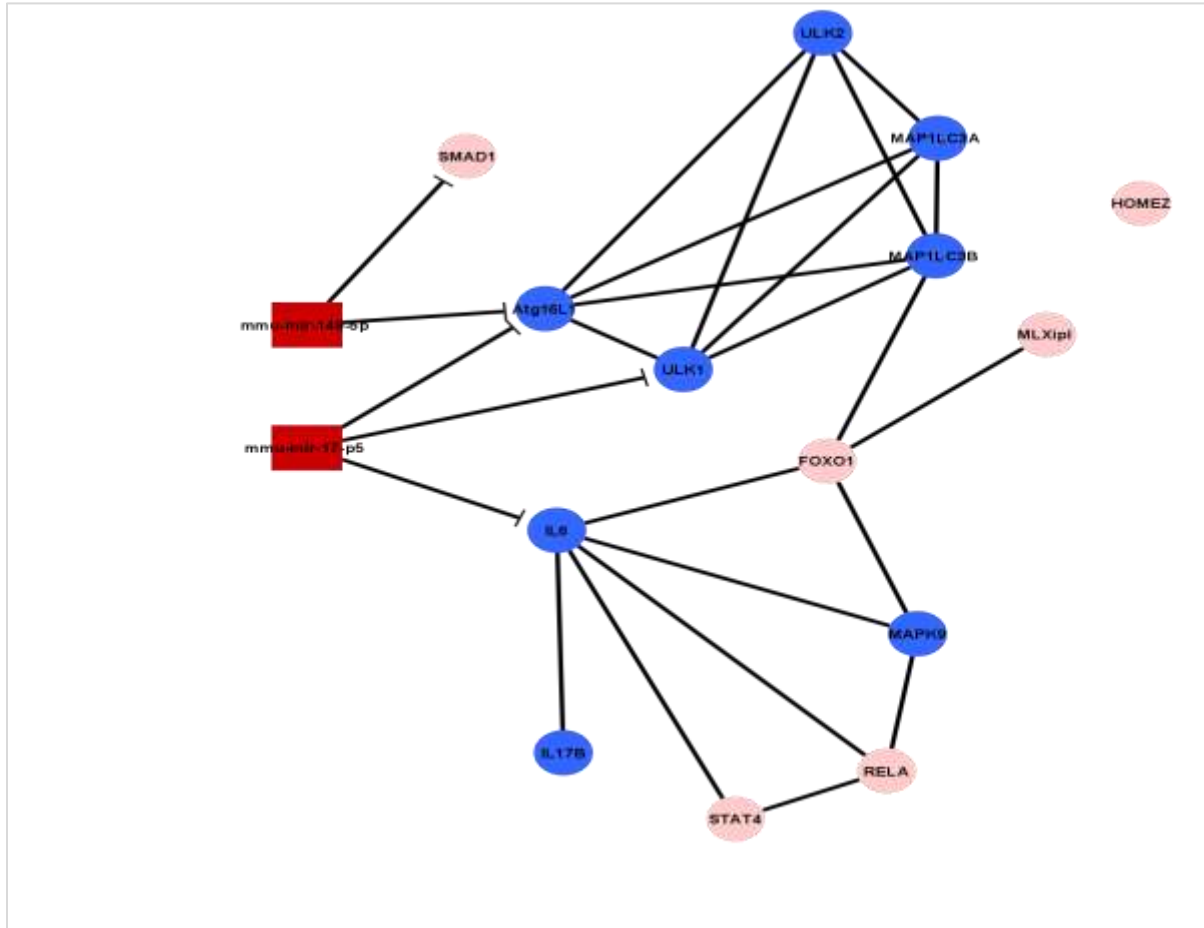 ULK2
MAP1LC3A
SMAD1
HOMEZ
MAP1LC3B
Atg16L1
MLXipl
ULK1
FOXO1
IL6
MAPK9
IL17B
RELA
STAT4